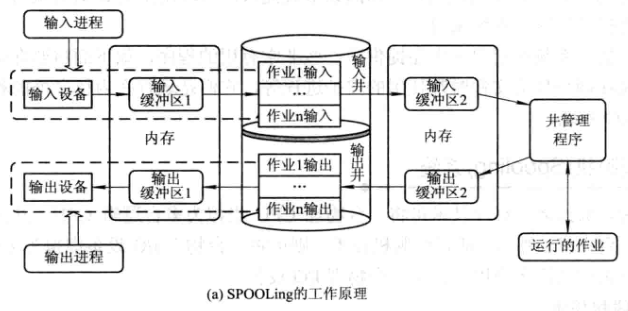 输入进程
输入设备
输入
缓冲区1
内存
作业1输入
...
作业n输入
输入井
输入
缓冲区2
内存
井管理
程序
输出设备
输出
缓冲区1
作业1输出
...
作业n输出
输出井
输出
缓冲区2
输出进程
运行的作业
(a) SPOOLing的工作原理